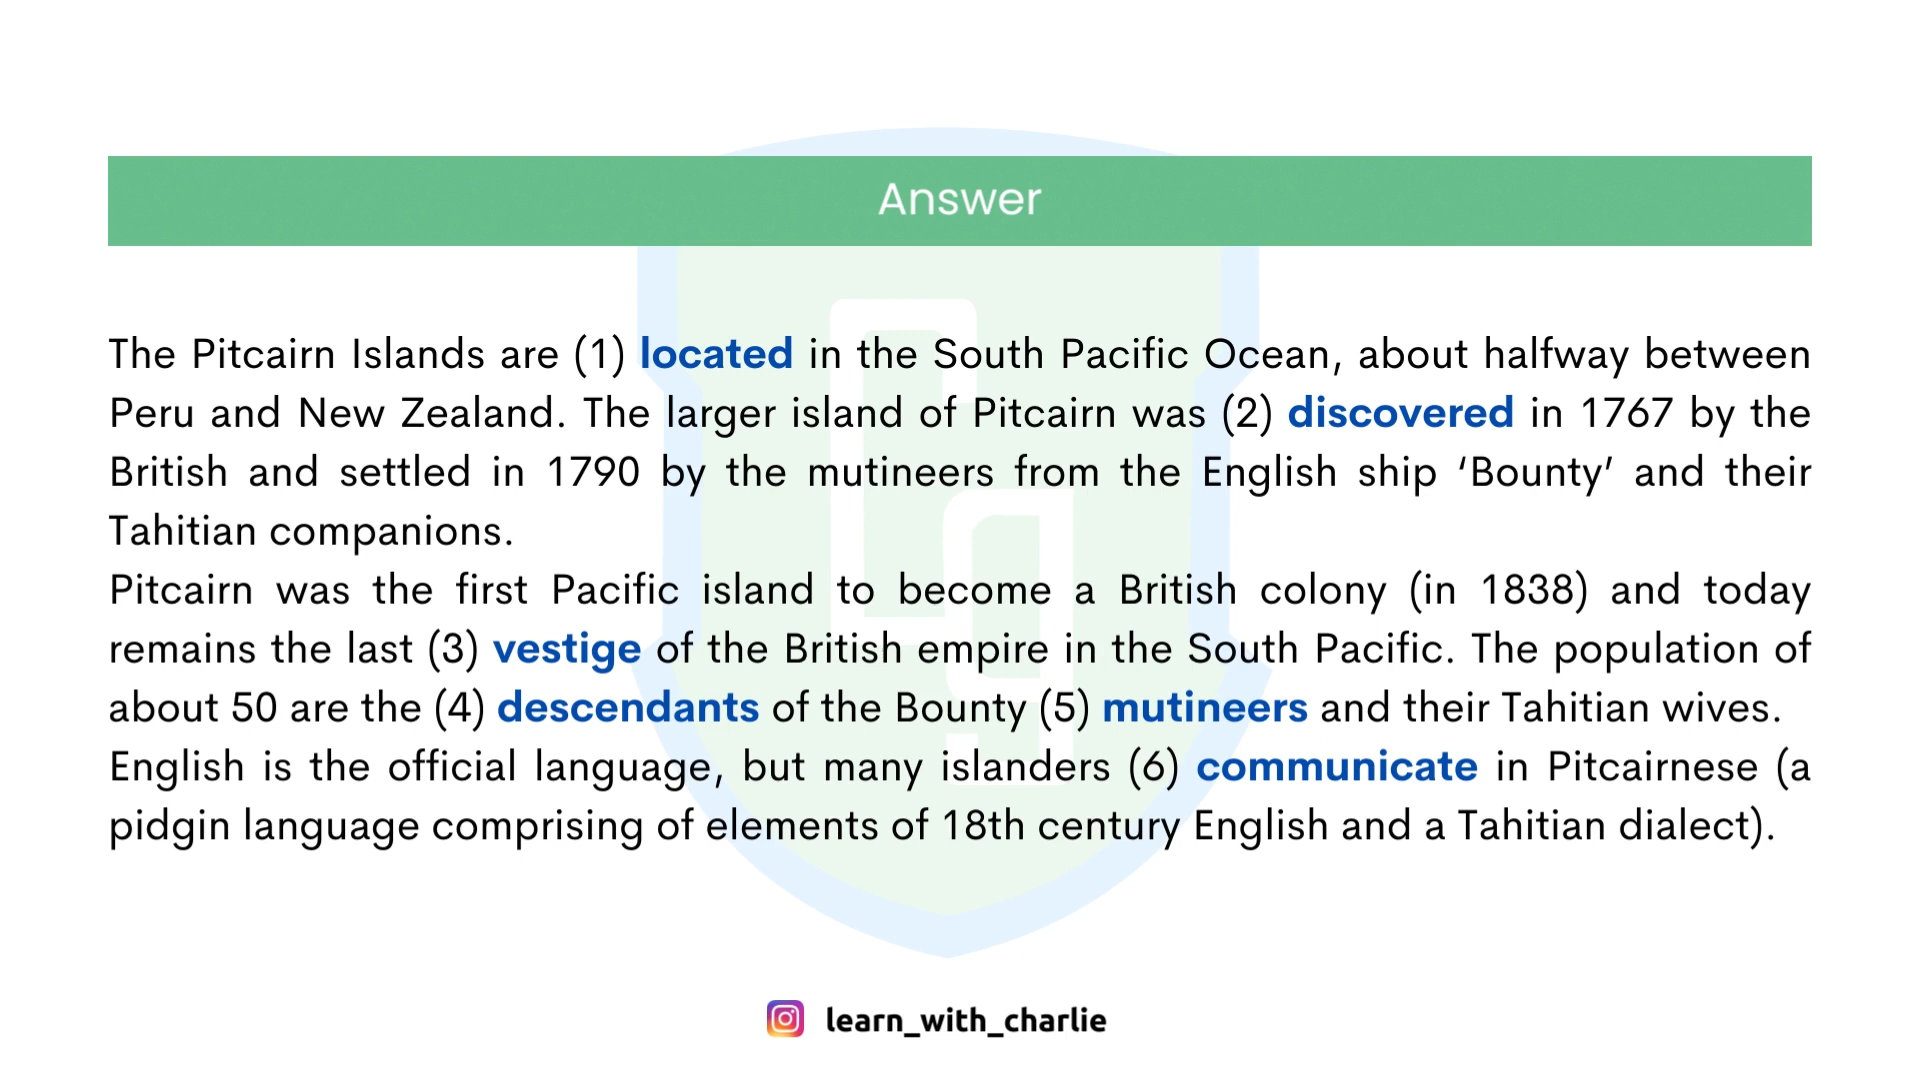 Answer
The Pitcairn Islands are (1) located in the South Pacific Ocean, about halfway between
Peru and New Zealand. The larger island of Pitcairn was (2) discovered in 1767 by the
British and settled in 1790 by the mutineers from the English ship ‘Bounty’ and their
Tahitian companions.
Pitcairn was the first Pacific island to become a British colony (in 1838) and today
remains the last (3) vestige of the British empire in the South Pacific. The population of
about 50 are the (4) descendants of the Bounty (5) mutineers and their Tahitian wives.
English is the official language, but many islanders (6) communicate in Pitcairnese (a
pidgin language comprising of elements of 18th century English and a Tahitian dialect).
learn_with_charlie